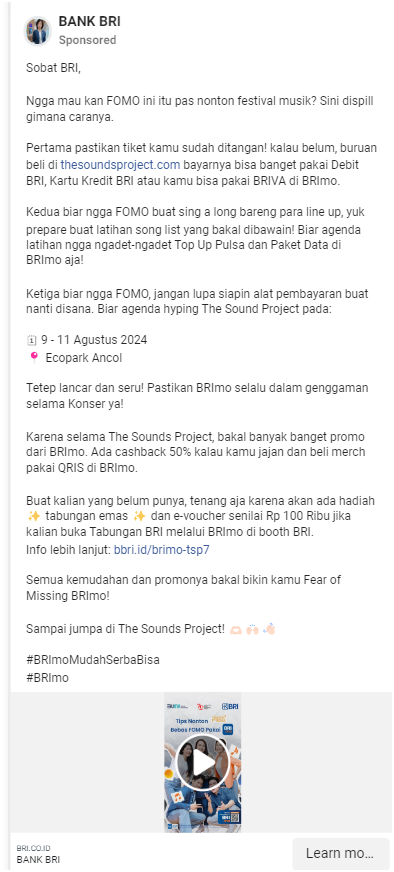 BANK BRI
Sponsored
Sobat BRI,
Ngga mau kan FOMO ini itu pas nonton festival musik? Sini dispill
gimana caranya.
Pertama pastikan tiket kamu sudah ditangan! kalau belum, buruan
beli di thesoundsproject.com bayarnya bisa banget pakai Debit
BRI, Kartu Kredit BRI atau kamu bisa pakai BRIVA di BRImo.
Kedua biar ngga FOMO buat sing a long bareng para line up, yuk
prepare buat latihan song list yang bakal dibawain! Biar agenda
latihan ngga ngadet-ngadet Top Up Pulsa dan Paket Data di
BRImo aja!
Ketiga biar ngga FOMO, jangan lupa siapin alat pembayaran buat
nanti disana. Biar agenda hyping The Sound Project pada:
🗓 9 - 11 Agustus 2024
📍 Ecopark Ancol
Tetep lancar dan seru! Pastikan BRImo selalu dalam genggaman
selama Konser ya!
Karena selama The Sounds Project, bakal banyak banget promo
dari BRImo. Ada cashback 50% kalau kamu jajan dan beli merch
pakai QRIS di BRImo.
Buat kalian yang belum punya, tenang aja karena akan ada hadiah
✨ tabungan emas ✨ dan e-voucher senilai Rp 100 Ribu jika
kalian buka Tabungan BRI melalui BRImo di booth BRI.
Info lebih lanjut: bbri.id/brimo-tsp7
Semua kemudahan dan promonya bakal bikin kamu Fear of
Missing BRImo!
Sampai jumpa di The Sounds Project! 🫶🏻 🙌🏻 👏🏻
#BRImoMudahSerbaBisa
#BRImo
BRI
Tips Nonton
Bebas FOMO Pakai
BRI
BRI.CO.ID
BANK BRI
Learn mo...